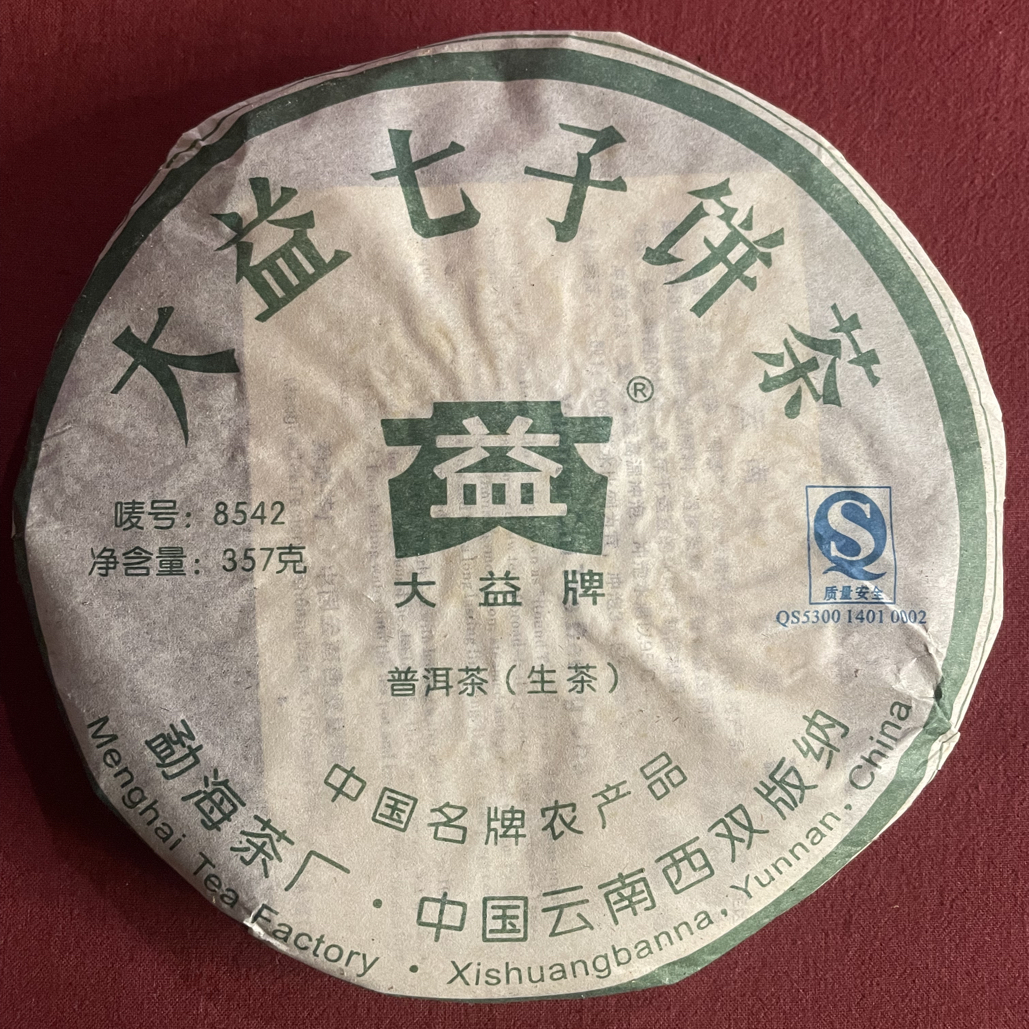 大益七子饼茶
®
益
大益牌
唛号：8542
净含量：357克
S
质量安全
QS5300 1401 0002
普洱茶（生茶）
中国名牌农产品
勐海茶厂·中国云南西双版纳
Menghai Tea Factory · Xishuangbanna, Yunnan, China